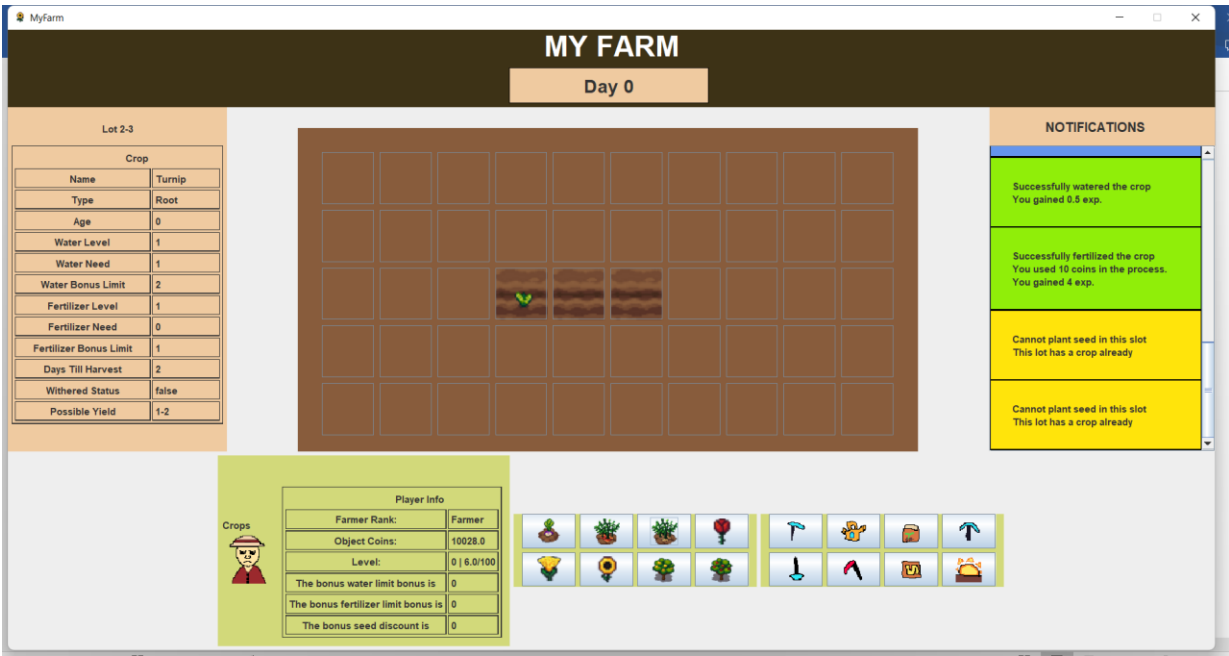 MyFarm
MY FARM
Day 0
Lot 2-3
Crop
Name Turnip
Type Root
Age 0
Water Level 1
Water Need 1
Water Bonus Limit 2
Fertilizer Level 1
Fertilizer Need 0
Fertilizer Bonus Limit 1
Days Till Harvest 2
Withered Status false
Possible Yield 1-2
NOTIFICATIONS
Successfully watered the crop
You gained 0.5 exp.
Successfully fertilized the crop
You used 10 coins in the process.
You gained 4 exp.
Cannot plant seed in this slot
This lot has a crop already
Cannot plant seed in this slot
This lot has a crop already
Crops
Player Info
Farmer Rank: Farmer
Object Coins: 10028.0
Level: 0 | 6.0/100
The bonus water limit bonus is 0
The bonus fertilizer limit bonus is 0
The bonus seed discount is 0